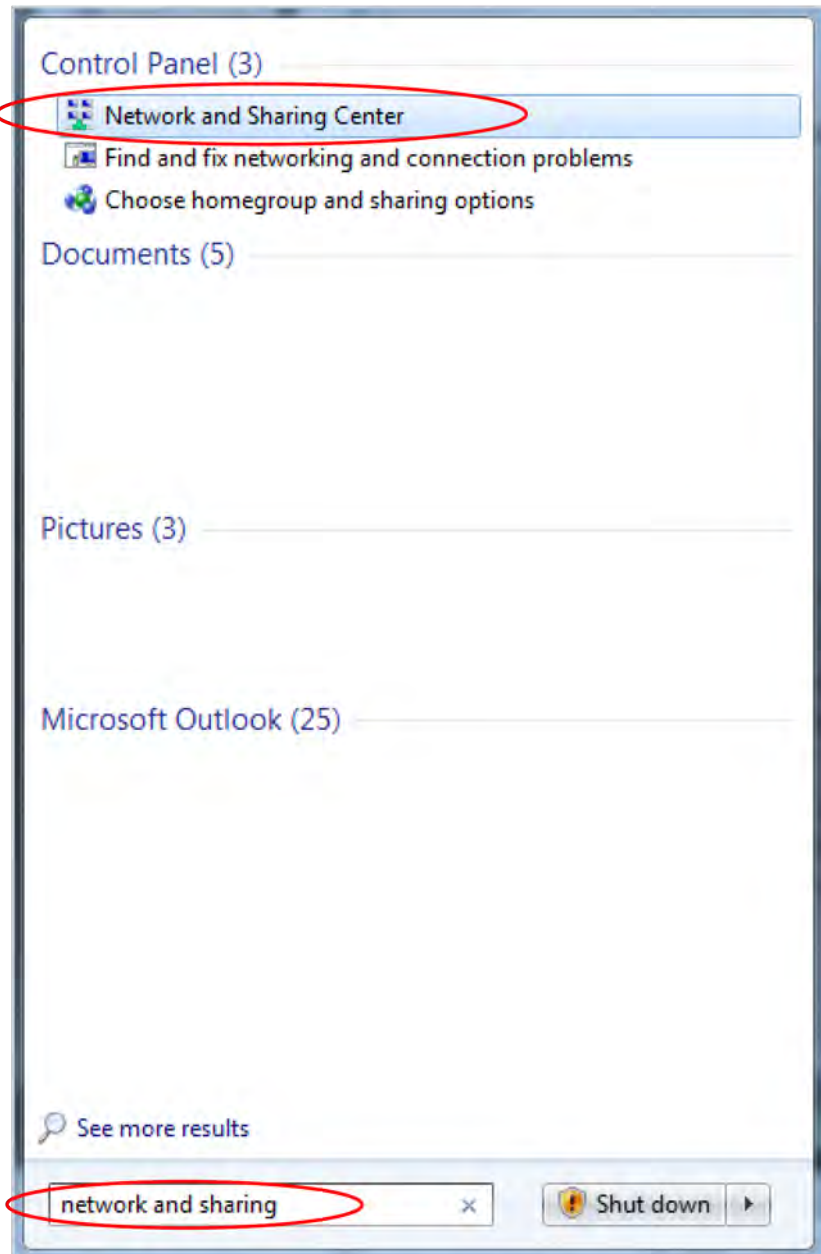 Control Panel (3)
Network and Sharing Center
Find and fix networking and connection problems
Choose homegroup and sharing options
Documents (5)
Pictures (3)
Microsoft Outlook (25)
See more results
network and sharing
Shut down